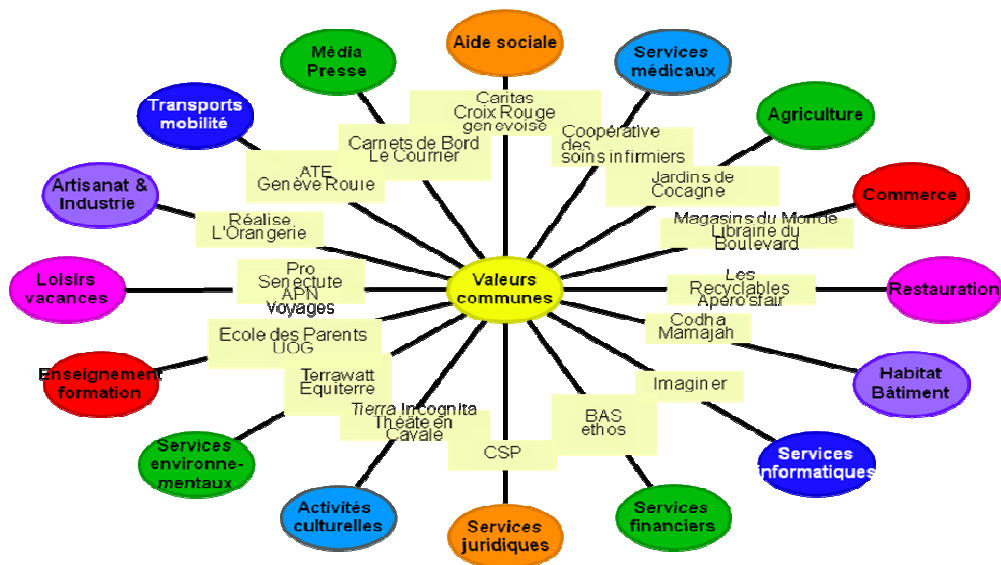 Aide sociale
Média
Presse
Services
médicaux
Transports
mobilité
Caritas
Croix Rouge
genevoise
Agriculture
Carnets de Bord
Le Courrier
Coopérative
des
soins infirmiers
ATE
Genève Roule
Jardins de
Cocagne
Artisanat &
Industrie
Commerce
Réalise
L'Orangerie
Magasins du Monde
Librairie du
Boulevard
Loisirs
vacances
Pro
Senectute
APN
Voyages
Valeurs
communes
Les
Recyclables
Apéro'sfair
Restauration
Ecole des Parents
UOG
Codha
Mamajah
Enseignement
formation
Terrawatt
Equiterre
Imaginer
Habitat
Bâtiment
Tierra Incognita
Théâte en
Cavale
BAS
ethos
Services
environne-
mentaux
CSP
Services
informatiques
Activités
culturelles
Services
juridiques
Services
financiers